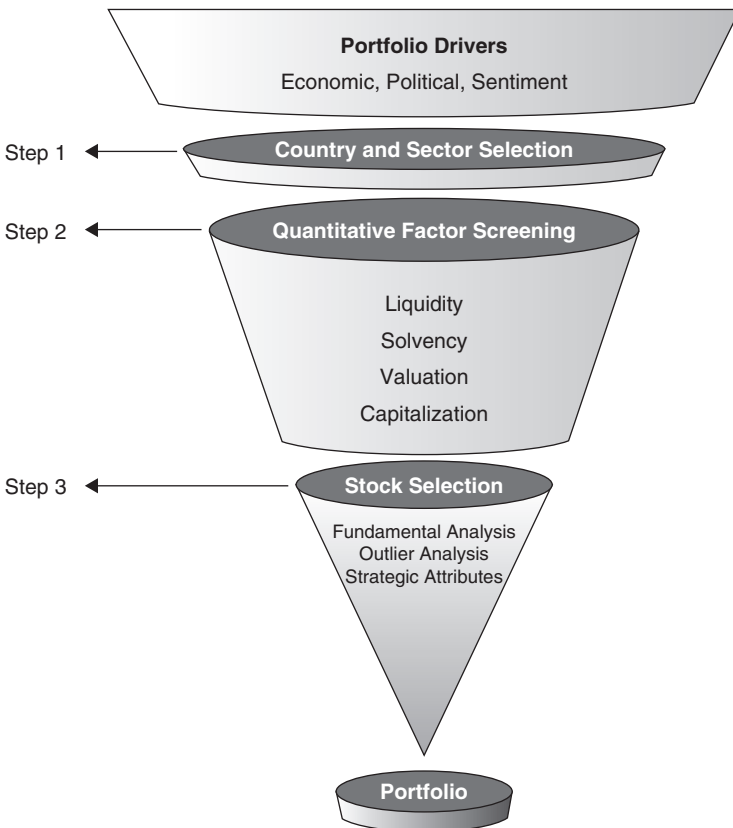 Portfolio Drivers
Economic, Political, Sentiment
Step 1
Country and Sector Selection
Step 2
Quantitative Factor Screening
Liquidity
Solvency
Valuation
Capitalization
Step 3
Stock Selection
Fundamental Analysis
Outlier Analysis
Strategic Attributes
Portfolio